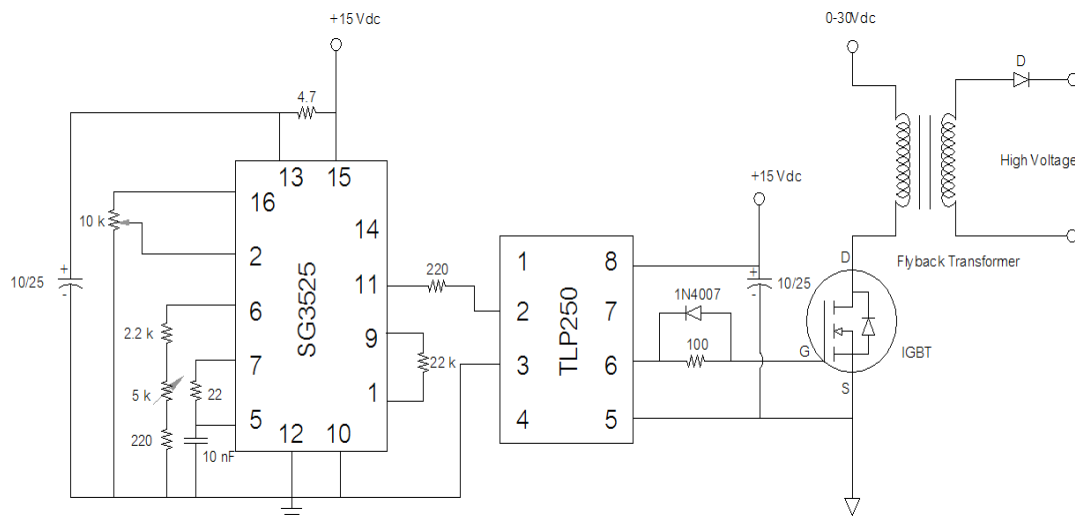 +15 Vdc
0-30Vdc
D
4.7
13 15
High Voltage
+15 Vdc
16
10 k
14
2
D
Flyback Transformer
+
10/25
-
SG3525
11
220
1
8
+
10/25
-
6
2
7
1N4007
2.2 k
9
TLP250
7
22 k
3
6
100
G
IGBT
5 k
22
1
S
5
4
5
220
10 nF
12 10